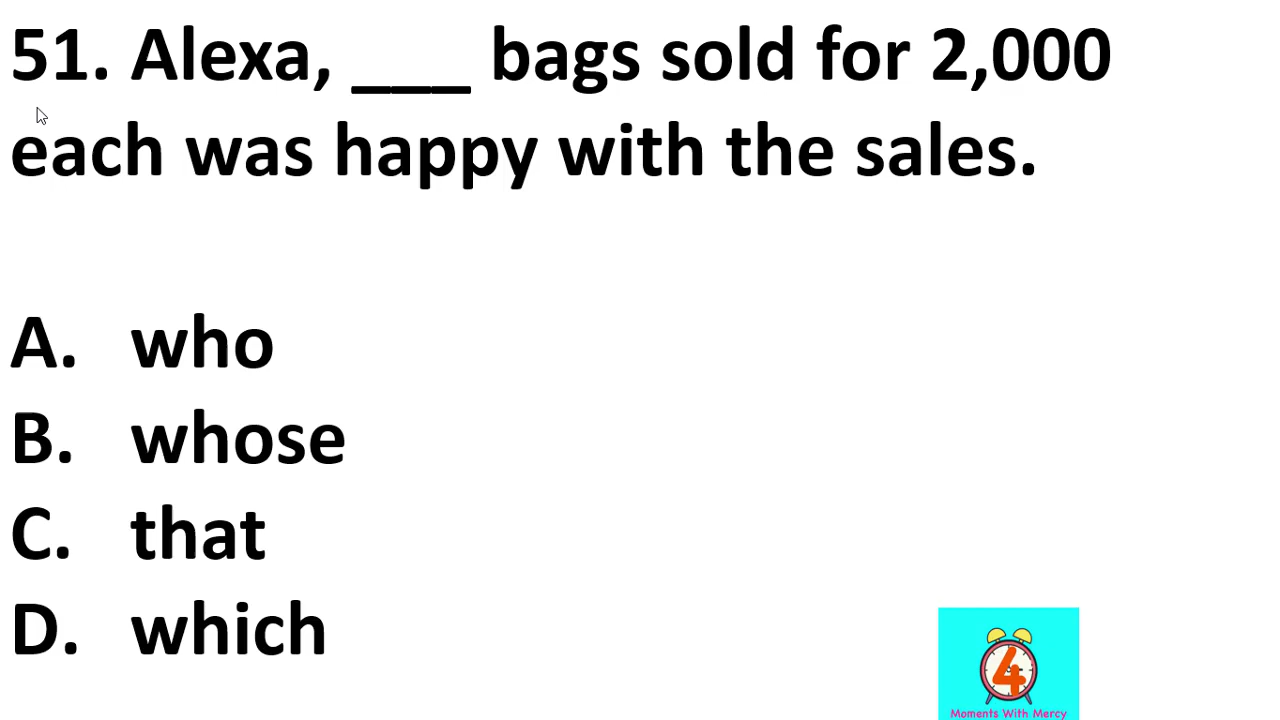 51. Alexa, ___ bags sold for 2,000
each was happy with the sales.
A. who
B. whose
C. that
D. which
4
Moments With Mercy